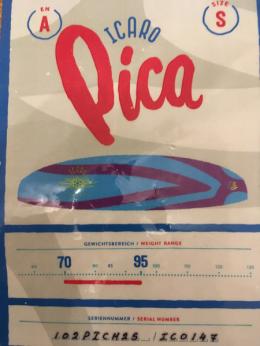 EN
A
SIZE
S
ICARO
Pica
GEWICHTSBEREICH / WEIGHT RANGE
70 95
SERIENNUMMER / SERIAL NUMBER
102PICH2S / ICO147